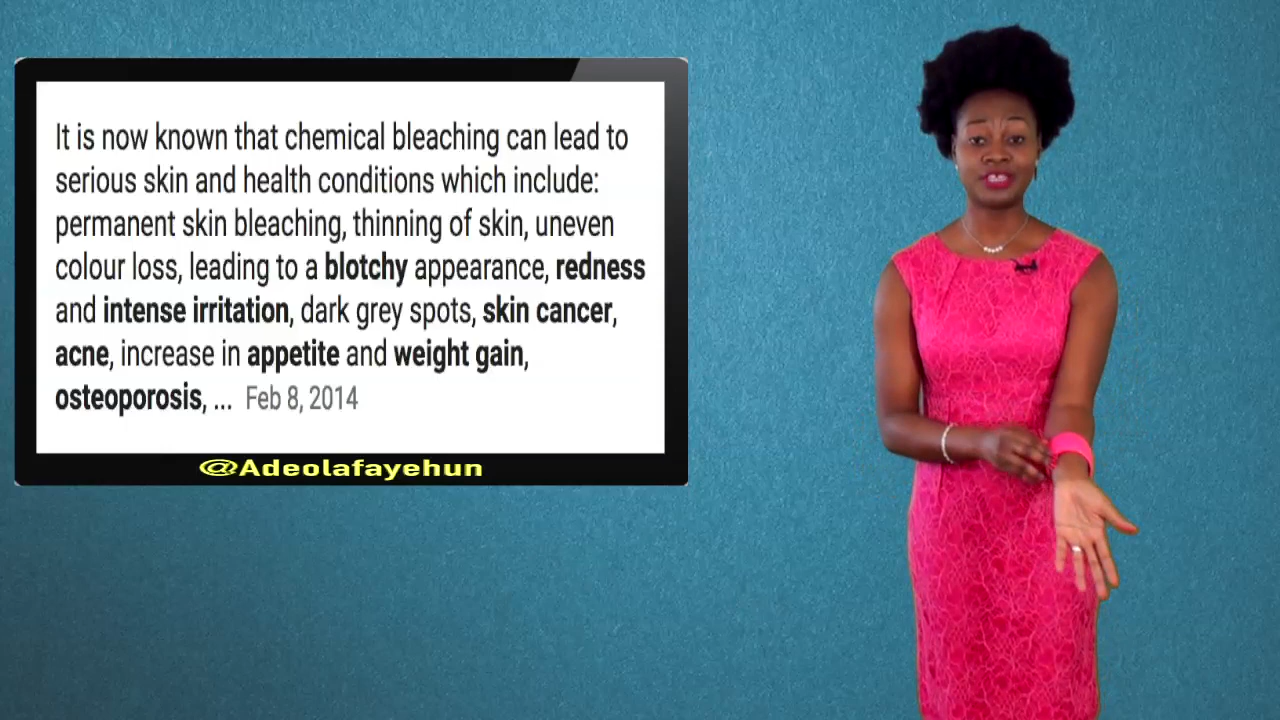 It is now known that chemical bleaching can lead to
serious skin and health conditions which include:
permanent skin bleaching, thinning of skin, uneven
colour loss, leading to a blotchy appearance, redness
and intense irritation, dark grey spots, skin cancer,
acne, increase in appetite and weight gain,
osteoporosis, ... Feb 8, 2014
@Adeolafayehun